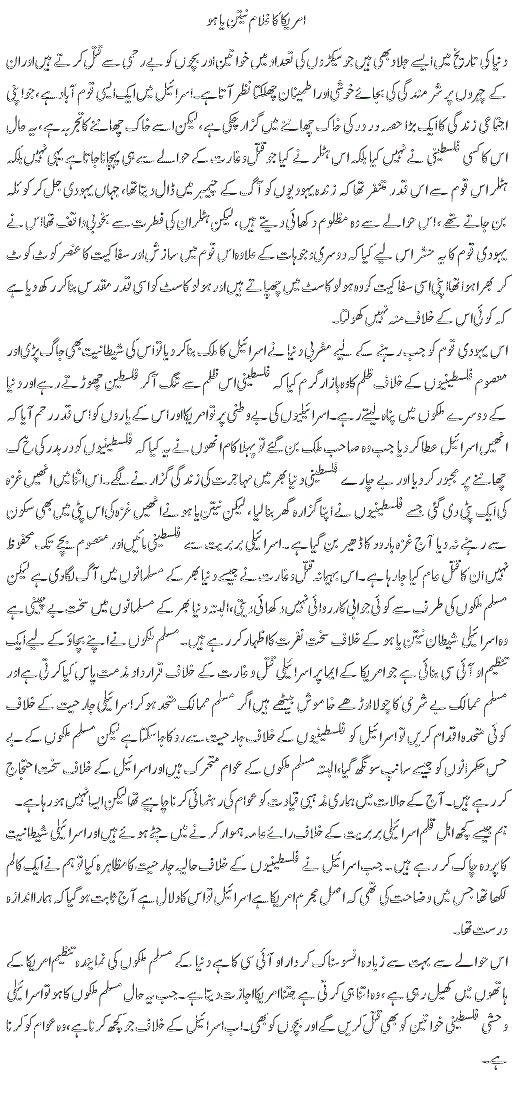 امریکا کا غلام نیتن یاہو
دنیا کی تاریخ میں ایسے جلاد بھی ہیں جو سیکڑوں کی تعداد میں خواتین اور بچوں کو بے رحمی سے قتل کرتے ہیں اور ان
کے چہروں پر شرمندگی کی بجائے خوشی اور اطمینان چھلکتا نظر آتا ہے۔ اسرائیل میں ایک ایسی قوم آباد ہے، جو اپنی
اجتماعی زندگی کا ایک بڑا حصہ در در کی خاک چھاننے میں گزار چکی ہے، لیکن اسے خاک چھاننے کا تجربہ ہے، یہ حال
اس کا کسی فلسطینی نے نہیں کیا بلکہ اس ہٹلر نے کیا جو قتل و غارت کے حوالے سے ہی پہچانا جاتا ہے یہی نہیں بلکہ
ہٹلر اس قوم سے اس قدر متنفر تھا کہ زندہ یہودیوں کو آگ کے چیمبر میں ڈال دیتا تھا، جہاں یہودی جل کر کوئلہ
بن جاتے تھے، اس حوالے سے وہ مظلوم دکھائی دیتے ہیں، لیکن ہٹلر ان کی فطرت سے بخوبی واقف تھا اس نے
یہودی قوم کا یہ حشر اس لیے کیا کہ دوسری وجوہات کے علاوہ اس قوم میں سازش اور سفاکیت کا عنصر کوٹ کوٹ
کر بھرا ہوا تھا، اپنی اسی سفاکیت کو وہ ہولو کاسٹ میں چھپاتے ہیں اور ہولو کاسٹ کو اسی قدر مقدس بنا کر رکھ دیا ہے
کہ کوئی اس کے خلاف منہ نہیں کھولتا۔
اس یہودی قوم کو جب رہنے کے لیے مغربی دنیا نے اسرائیل کا ملک بنا کر دیا تو اس کی شیطانیت بھی جاگ پڑی اور
معصوم فلسطینیوں کے خلاف ظلم کا وہ بازار گرم کیا کہ فلسطینی اس ظلم سے تنگ آ کر فلسطین چھوڑتے رہے اور دنیا
کے دوسرے ملکوں میں پناہ لیتے رہے۔ اسرائیلیوں کی بے وطنی پر تو امریکا اور اس کے یاروں کو اس قدر رحم آیا کہ
انھیں اسرائیل عطا کر دیا جب وہ صاحب ملک بن گئے تو پہلا کام انھوں نے یہ کیا کہ فلسطینیوں کو در بدر کی خاک
چھاننے پر مجبور کر دیا اور بے چارے فلسطینی دنیا بھر میں مہاجرت کی زندگی گزارنے لگے۔ اس اثنا میں انھیں غزہ
کی ایک پٹی دی گئی جسے فلسطینیوں نے اپنا گزارہ گھر بنا لیا، لیکن نیتن یاہو نے انھیں غزہ کی اس پٹی میں بھی سکون
سے رہنے نہ دیا آج غزہ بارود کا ڈھیر بن گیا ہے۔ اسرائیلی بربریت سے فلسطینی مائیں اور معصوم بچے تک محفوظ
نہیں ان کا قتل عام کیا جا رہا ہے۔ اس بہیمانہ قتل و غارت نے جیسے دنیا بھر کے مسلمانوں میں آگ لگا دی ہے لیکن
مسلم ملکوں کی طرف سے کوئی جوابی کارروائی نہیں دکھائی دیتی، البتہ دنیا بھر کے مسلمانوں میں سخت بے چینی ہے
وہ اسرائیلی شیطان نیتن یاہو کے خلاف سخت نفرت کا اظہار کر رہے ہیں۔ مسلم ملکوں نے اپنے بچاؤ کے لیے ایک
تنظیم او آئی سی بنائی ہے جو امریکا کے ایما پر اسرائیلی قتل و غارت کے خلاف قرارداد مذمت پاس کیا کرتی ہے اور
مسلم ممالک بے شرمی کا چولا اوڑھے خاموش بیٹھے ہیں اگر مسلم ممالک متحد ہو کر اسرائیلی جارحیت کے خلاف
کوئی متحدہ اقدام کریں تو اسرائیل کو فلسطینیوں کے خلاف جارحیت سے روکا جا سکتا ہے لیکن مسلم ملکوں کے بے
حس حکمرانوں کو جیسے سانپ سونگھ گیا، البتہ مسلم ملکوں کے عوام متحرک ہیں اور اسرائیل کے خلاف سخت احتجاج
کر رہے ہیں۔ آج کے حالات میں ہماری مذہبی قیادت کو عوام کی رہنمائی کرنا چاہیے تھا لیکن ایسا نہیں ہو رہا ہے۔
ہم جیسے کچھ اہل قلم اسرائیلی بربریت کے خلاف رائے عامہ ہموار کرنے میں جٹے ہوئے ہیں اور اسرائیلی شیطانیت
کا پردہ چاک کر رہے ہیں۔ جب اسرائیل نے فلسطینیوں کے خلاف حالیہ جارحیت کا مظاہرہ کیا تو ہم نے ایک کالم
لکھا تھا جس میں وضاحت کی تھی کہ اصل مجرم امریکا ہے اسرائیل تو اس کا دلال ہے آج ثابت ہو گیا کہ ہمارا اندازہ
درست تھا۔
اس حوالے سے بہت سے زیادہ افسوسناک کردار او آئی سی کا ہے دنیا کے مسلم ملکوں کی نمایندہ تنظیم امریکا کے
ہاتھوں میں کھیل رہی ہے، وہ اتنا ہی کرتی ہے جتنا امریکا اجازت دیتا ہے۔ جب یہ حال مسلم ملکوں کا ہو تو اسرائیلی
وحشی فلسطینی خواتین کو بھی قتل کریں گے اور بچوں کو بھی۔ اب اسرائیل کے خلاف جو کچھ کرنا ہے، وہ عوام کو کرنا
ہے۔